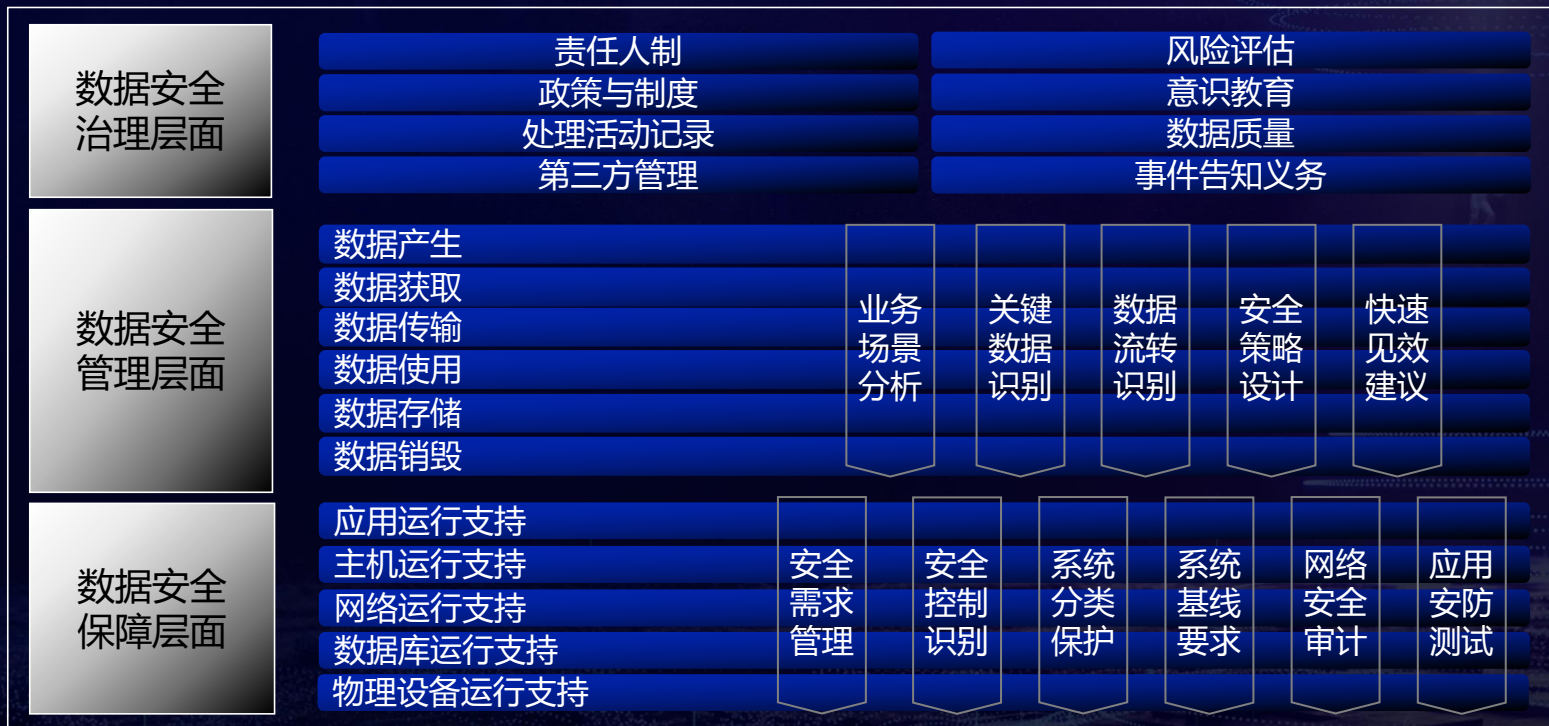 数据安全
治理层面
责任人制
风险评估
政策与制度
意识教育
处理活动记录
数据质量
第三方管理
事件告知义务
数据安全
管理层面
数据产生
数据获取
数据传输
数据使用
数据存储
数据销毁
业务
场景
分析
关键
数据
识别
数据
流转
识别
安全
策略
设计
快速
见效
建议
数据安全
保障层面
应用运行支持
主机运行支持
网络运行支持
数据库运行支持
物理设备运行支持
安全
需求
管理
安全
控制
识别
系统
分类
保护
系统
基线
要求
网络
安全
审计
应用
安防
测试